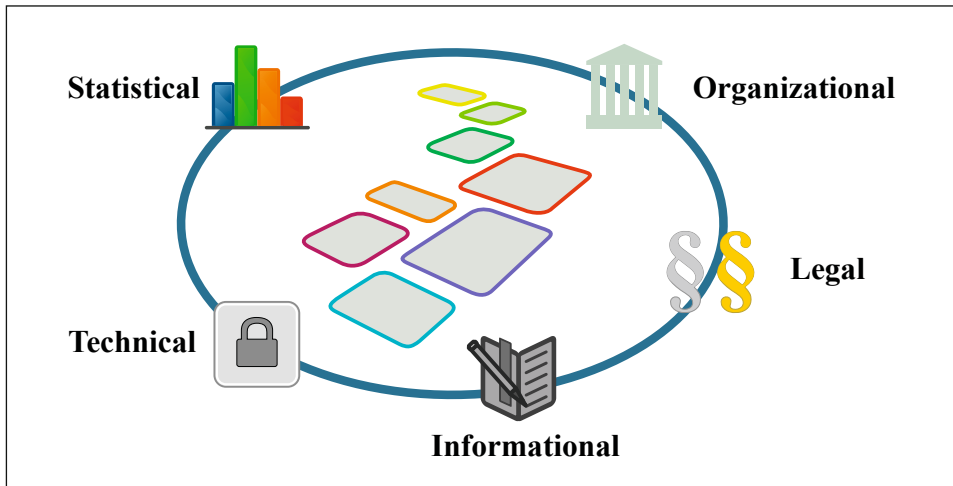 Statistical
Organizational
Legal
Technical
Informational
§§